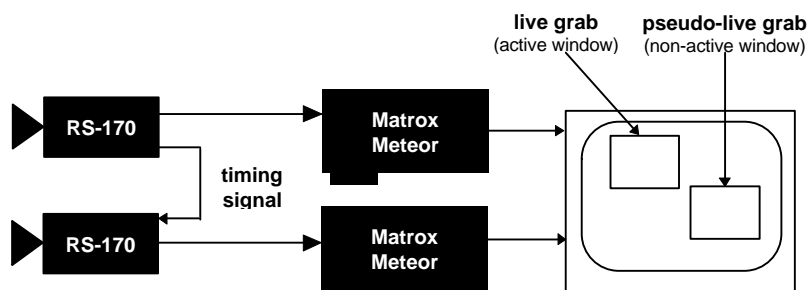 live grab
(active window)
pseudo-live grab
(non-active window)
RS-170
Matrox
Meteor
timing
signal
RS-170
Matrox
Meteor